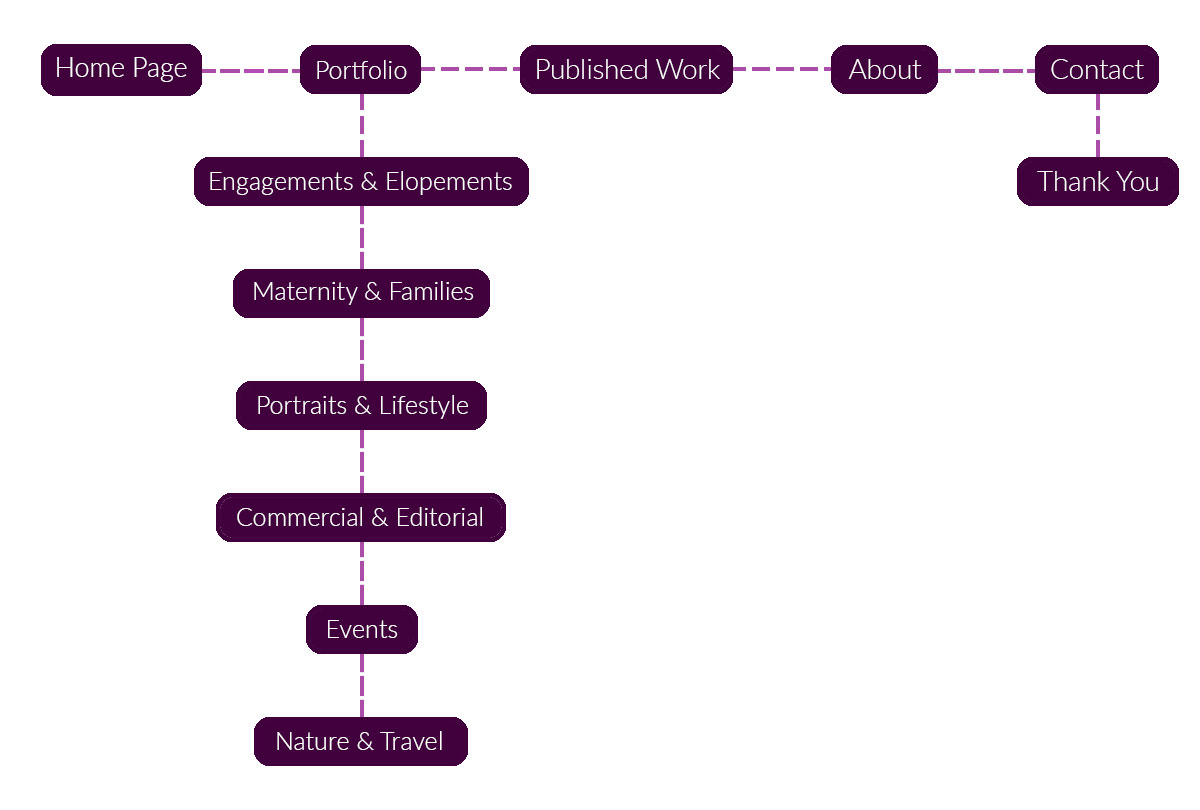 Home Page
Portfolio
Published Work
About
Contact
Engagements & Elopements
Thank You
Maternity & Families
Portraits & Lifestyle
Commercial & Editorial
Events
Nature & Travel